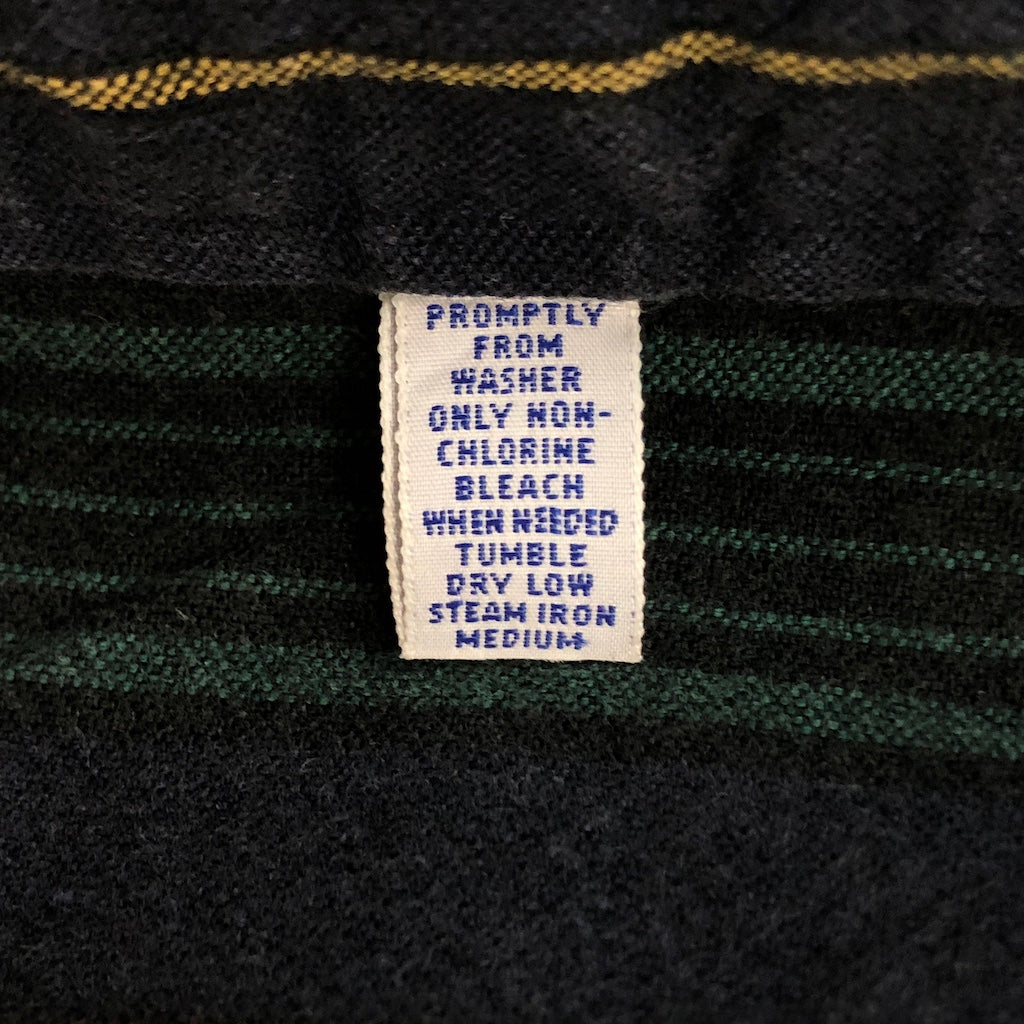 PROMPTLY
FROM
WASHER
ONLY NON-
CHLORINE
BLEACH
WHEN NEEDED
TUMBLE
DRY LOW
STEAM IRON
MEDIUM